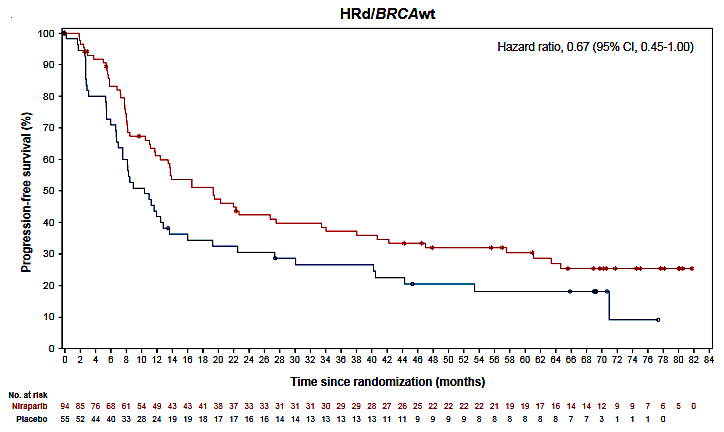 HRd/BRCAwt
Hazard ratio, 0.67 (95% CI, 0.45-1.00)
Progression-free survival (%)
100
90
80
70
60
50
40
30
20
10
0
0 2 4 6 8 10 12 14 16 18 20 22 24 26 28 30 32 34 36 38 40 42 44 46 48 50 52 54 56 58 60 62 64 66 68 70 72 74 76 78 80 82 84
Time since randomization (months)
No. at risk
Niraparib 94 85 76 68 61 54 49 43 43 41 38 37 33 33 31 31 31 30 29 29 28 27 26 25 22 22 22 22 21 19 19 17 16 14 14 12 9 9 7 6 5 0
Placebo 55 52 44 40 33 28 24 19 19 18 17 17 16 16 14 14 13 13 13 13 13 11 11 9 9 9 9 8 8 8 8 8 8 7 7 3 1 1 1 0